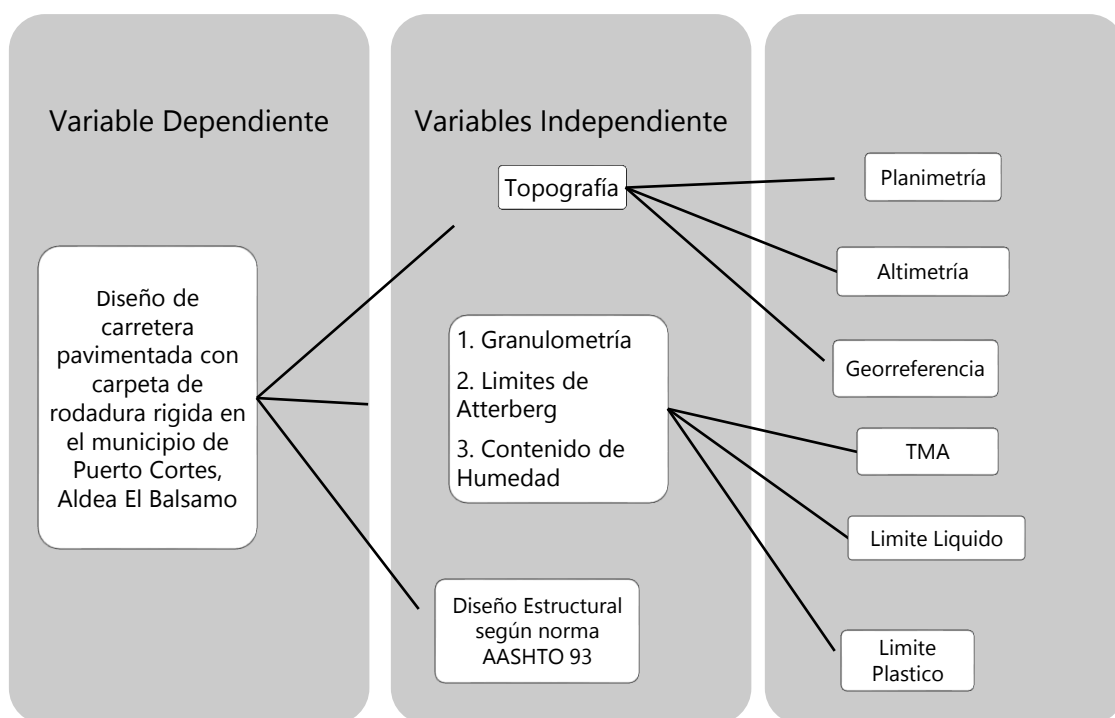 Variable Dependiente
Diseño de
carretera
pavimentada con
carpeta de
rodadura rigida en
el municipio de
Puerto Cortes,
Aldea El Balsamo
Variables Independiente
Topografía
1. Granulometría
2. Limites de
Atterberg
3. Contenido de
Humedad
Diseño Estructural
según norma
AASHTO 93
Planimetría
Altimetría
Georreferencia
TMA
Limite Liquido
Limite
Plastico